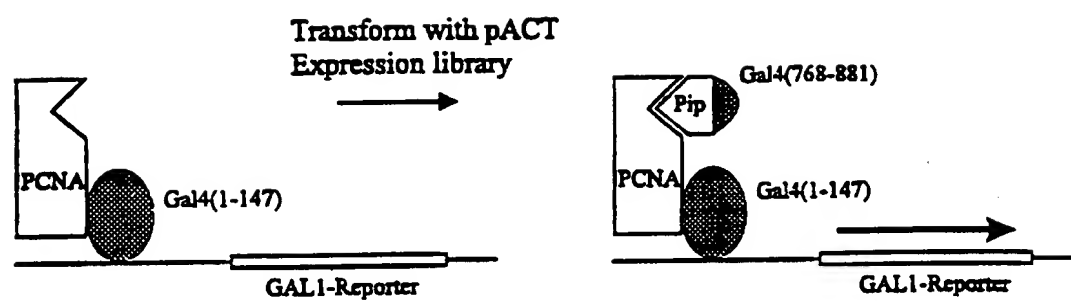 Transform with pACT
Expression library
PCNA
Gal4(1-147)
GAL1-Reporter
Gal4(768-881)
Pip
PCNA
Gal4(1-147)
GAL1-Reporter